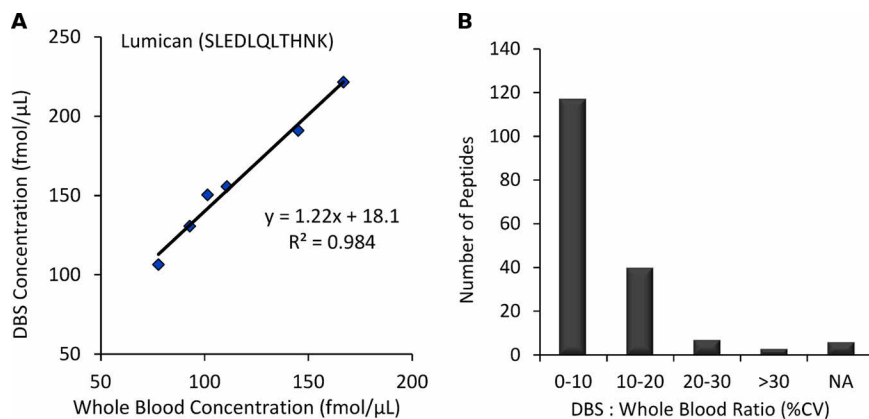 A
Lumican (SLEDLQLTHNK)
250
200
150
100
50
DBS Concentration (fmol/µL)
y = 1.22x + 18.1
R² = 0.984
50 100 150 200
Whole Blood Concentration (fmol/µL)
B
140
120
100
80
60
40
20
0
Number of Peptides
0-10 10-20 20-30 >30 NA
DBS : Whole Blood Ratio (%CV)